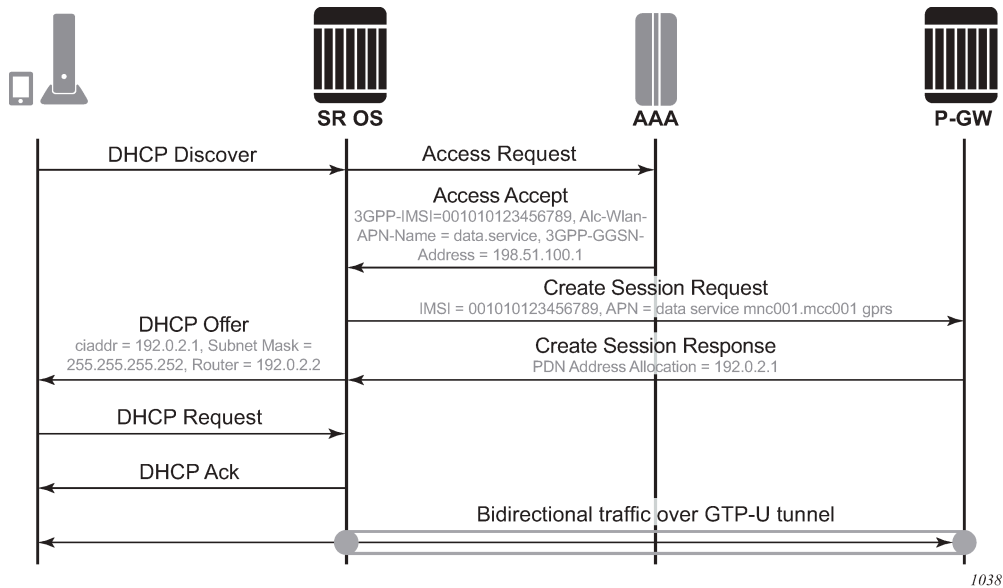 SR OS
AAA
P-GW
DHCP Discover
Access Request
Access Accept
3GPP-IMSI=001010123456789, Alc-Wlan-
APN-Name = data.service, 3GPP-GGSN-
Address = 198.51.100.1
Create Session Request
IMSI = 001010123456789, APN = data service mnc001.mcc001 gprs
DHCP Offer
ciaddr = 192.0.2.1, Subnet Mask =
255.255.255.252, Router = 192.0.2.2
Create Session Response
PDN Address Allocation = 192.0.2.1
DHCP Request
DHCP Ack
Bidirectional traffic over GTP-U tunnel
1038